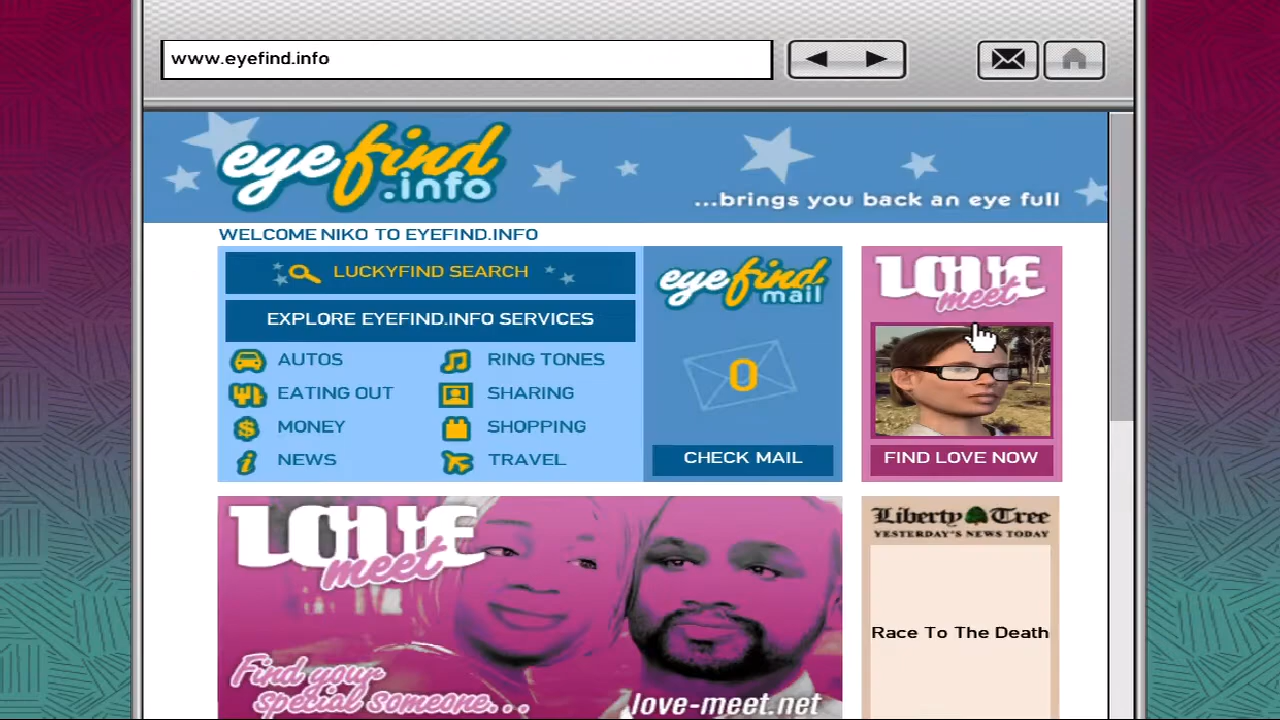 www.eyefind.info
eyefind
.info
...brings you back an eye full
WELCOME NIKO TO EYEFIND.INFO
LUCKYFIND SEARCH
EXPLORE EYEFIND.INFO SERVICES
AUTOS
RING TONES
EATING OUT
SHARING
MONEY
SHOPPING
NEWS
TRAVEL
eyefind
mail
0
CHECK MAIL
LOVE
meet
FIND LOVE NOW
LOVE
meet
Find your
special someone...
love-meet.net
Liberty Tree
YESTERDAY'S NEWS TODAY
Race To The Death